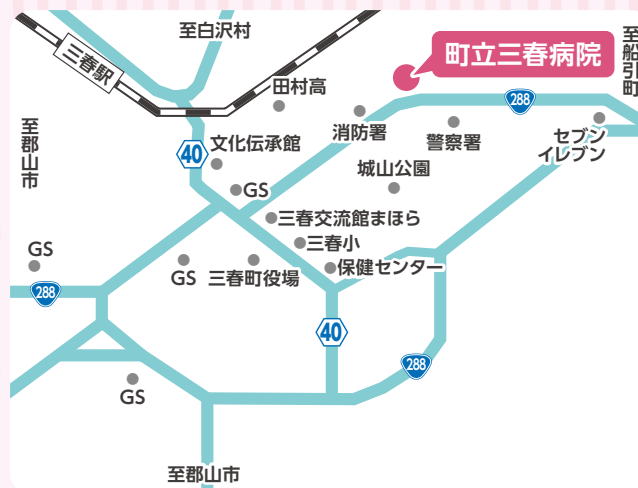 至白沢村
至船引町
三春駅
町立三春病院
田村高
288
消防署
警察署
セブン
イレブン
至郡山市
40
文化伝承館
城山公園
GS
三春交流館まほら
三春小
GS
GS
三春町役場
保健センター
288
40
288
GS
至郡山市